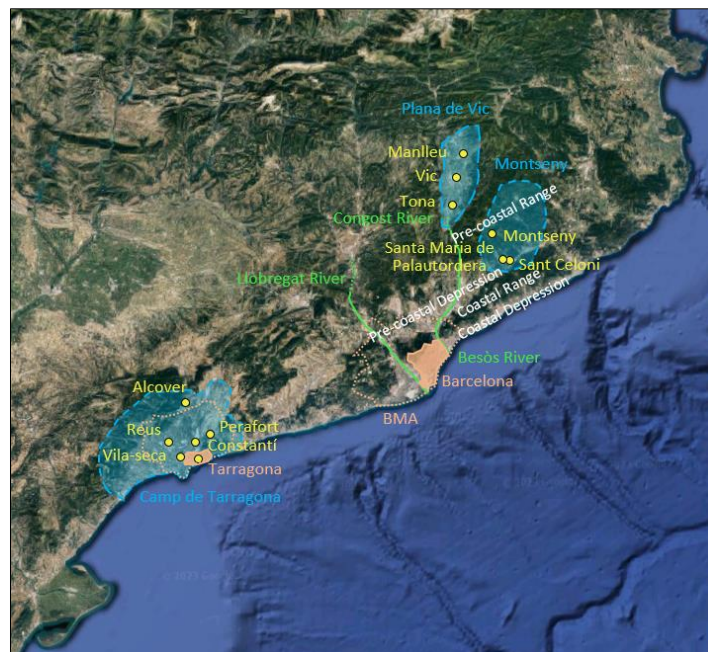 Plana de Vic
Manlleu
Montseny
Vic
Tona
Pre-coastal Range
Congost River
Montseny
Santa Maria de
Palautordera
Sant Celoni
Llobregat River
Pre-coastal Depression
Coastal Range
Coastal Depression
Besòs River
Barcelona
Alcover
BMA
Reus
Perafort
Constantí
Vila-seca
Tarragona
Camp de Tarragona